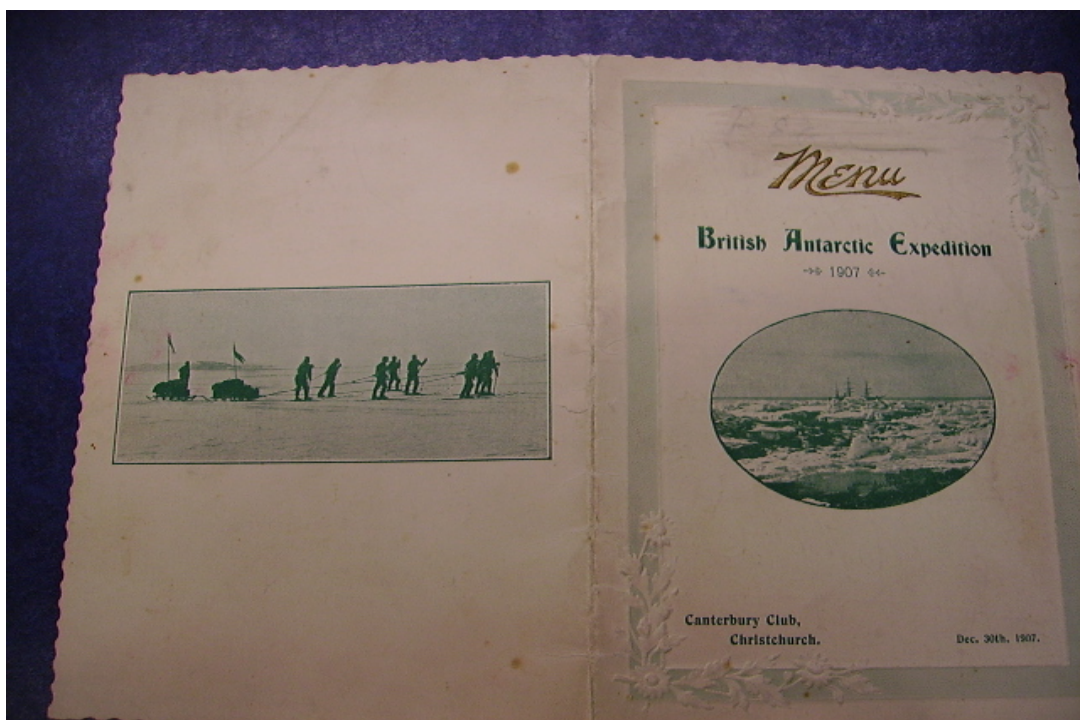 Menu
British Antarctic Expedition
1907
Canterbury Club,
Christchurch.
Dec. 30th, 1907.